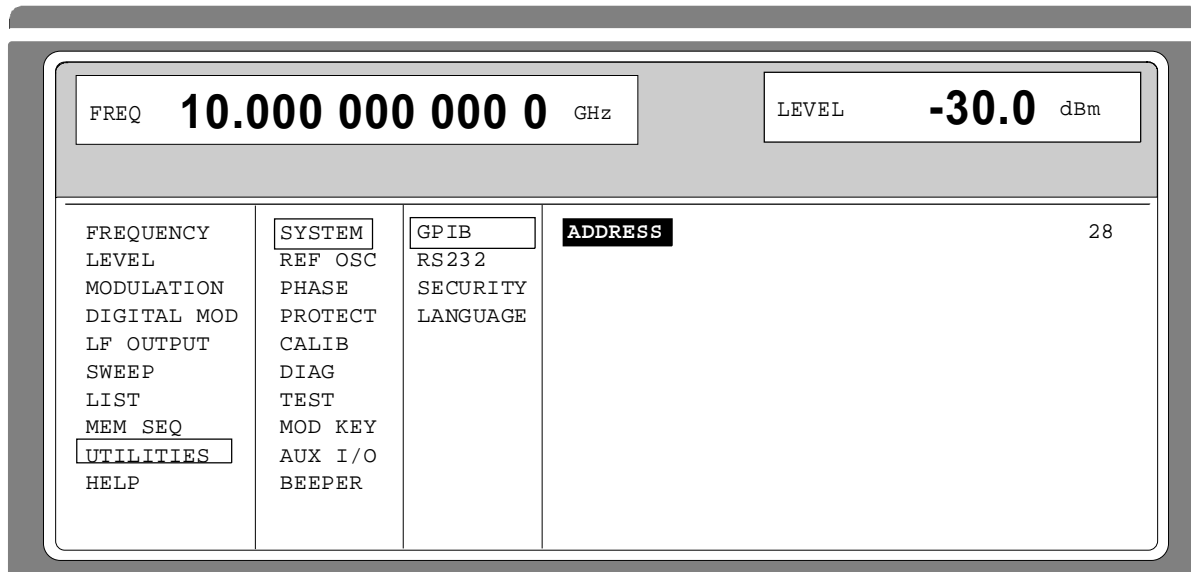 FREQ 10.000 000 000 0 GHz
LEVEL -30.0 dBm
FREQUENCY
LEVEL
MODULATION
DIGITAL MOD
LF OUTPUT
SWEEP
LIST
MEM SEQ
UTILITIES
HELP
SYSTEM
REF OSC
PHASE
PROTECT
CALIB
DIAG
TEST
MOD KEY
AUX I/O
BEEPER
GPIB
RS232
SECURITY
LANGUAGE
ADDRESS 28